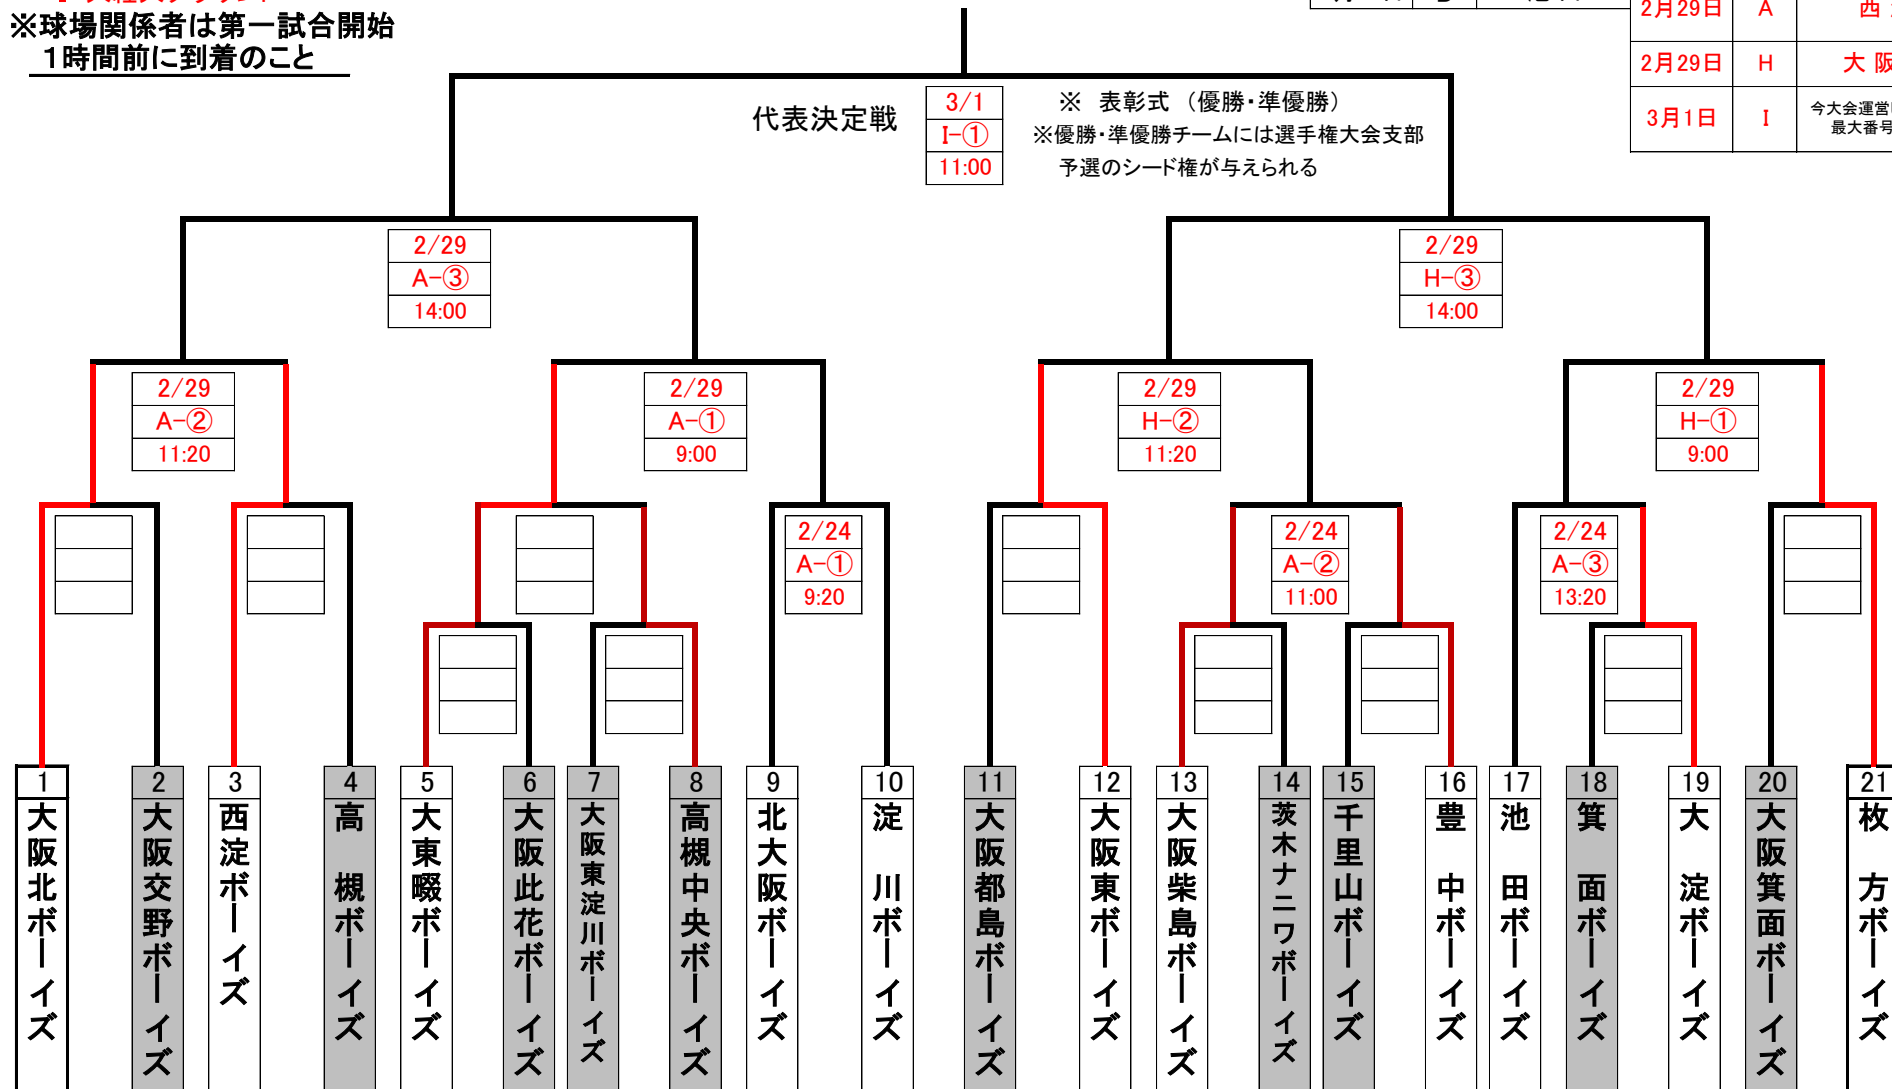 ※球場関係者は第一試合開始
1時間前に到着のこと
2月29日 A 西
2月29日 H 大 阪
3月1日 I 今大会運営
最大番号
代表決定戦
3/1
I-①
11:00
※ 表彰式 (優勝・準優勝)
※優勝・準優勝チームには選手権大会支部
予選のシード権が与えられる
2/29
A-③
14:00
2/29
H-③
14:00
2/29
A-②
11:20
2/29
A-①
9:00
2/29
H-②
11:20
2/29
H-①
9:00
2/24
A-①
9:20
2/24
A-②
11:00
2/24
A-③
13:20
1
大阪北ボーイズ
2
大阪交野ボーイズ
3
西淀ボーイズ
4
高 槻ボーイズ
5
大東畷ボーイズ
6
大阪此花ボーイズ
7
大阪東淀川ボーイズ
8
高槻中央ボーイズ
9
北大阪ボーイズ
10
淀 川ボーイズ
11
大阪都島ボーイズ
12
大阪東ボーイズ
13
大阪柴島ボーイズ
14
茨木ナニワボーイズ
15
千里山ボーイズ
16
豊 中ボーイズ
17
池田ボーイズ
18
箕 面ボーイズ
19
大 淀ボーイズ
20
大阪箕面ボーイズ
21
枚 方ボーイズ